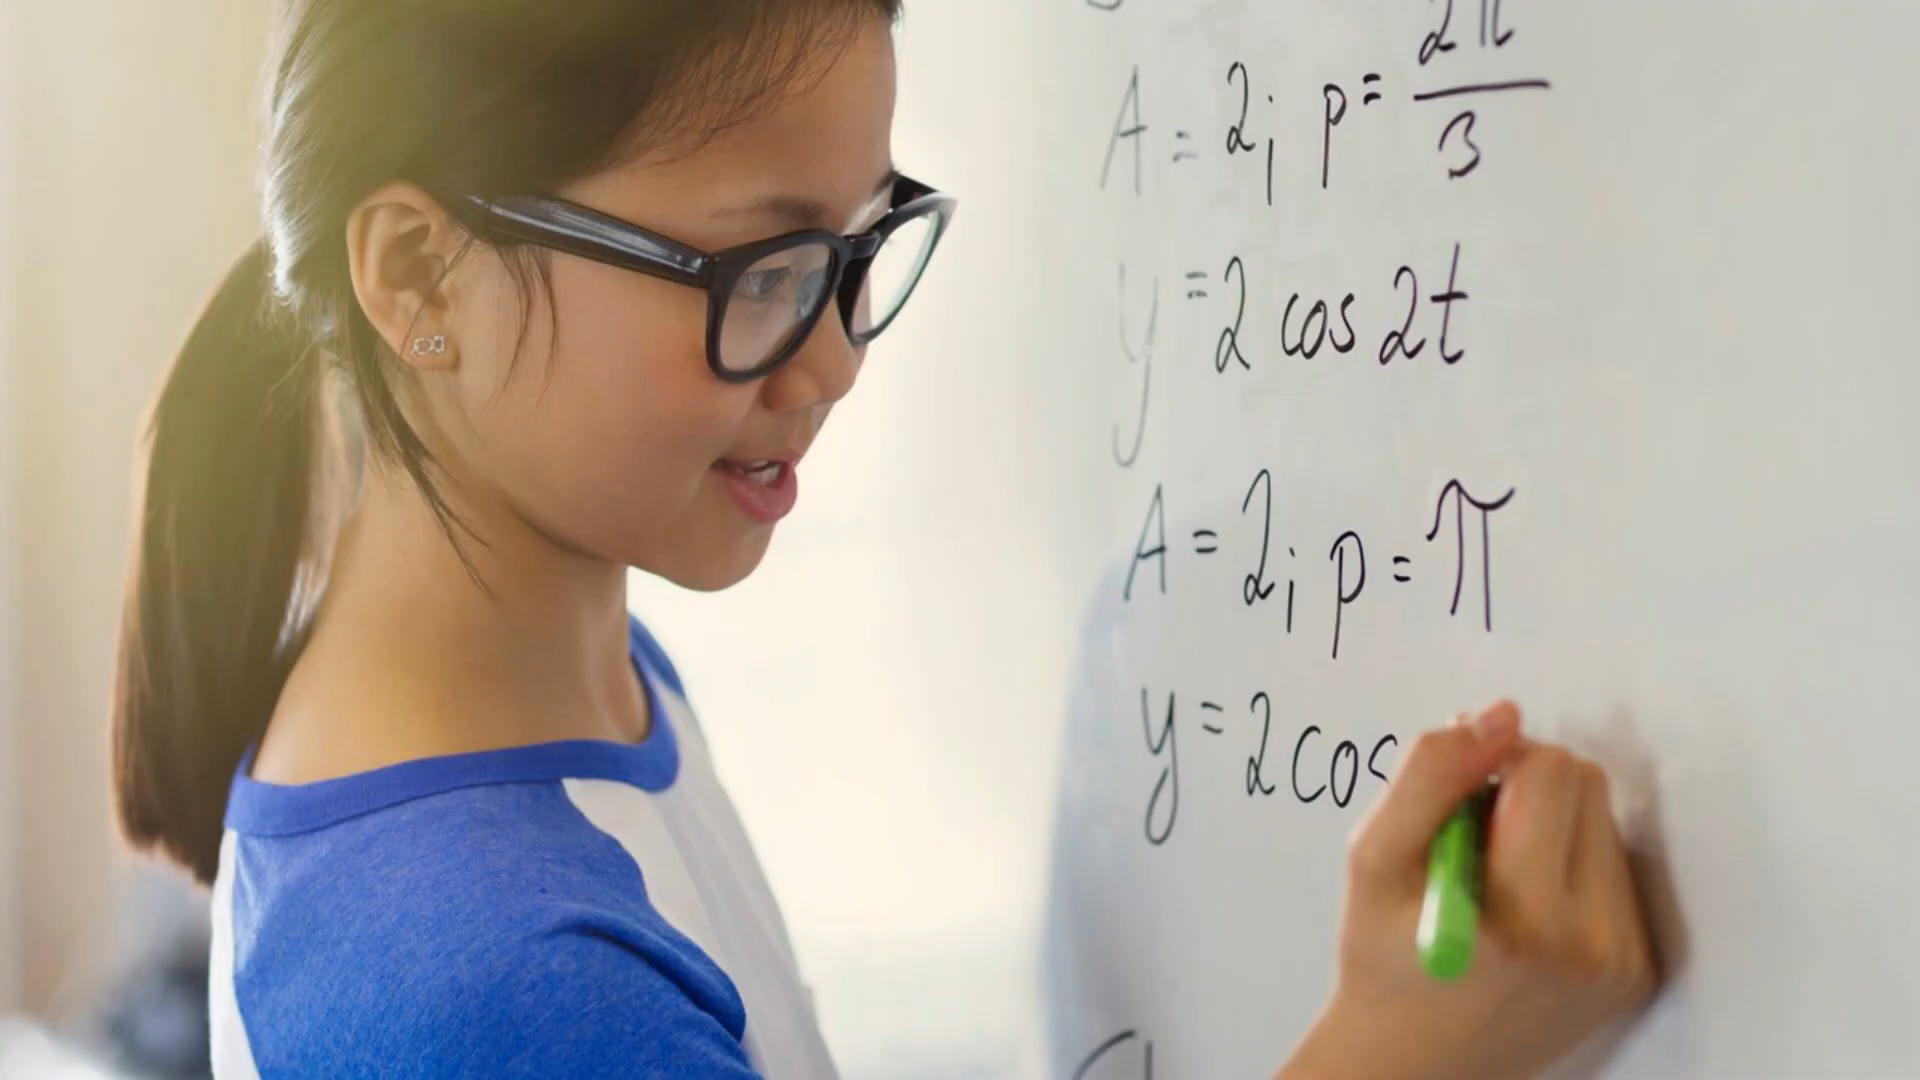 A = 2; p = 2π/3
y = 2 cos 2t
A = 2; p = π
y = 2 cos